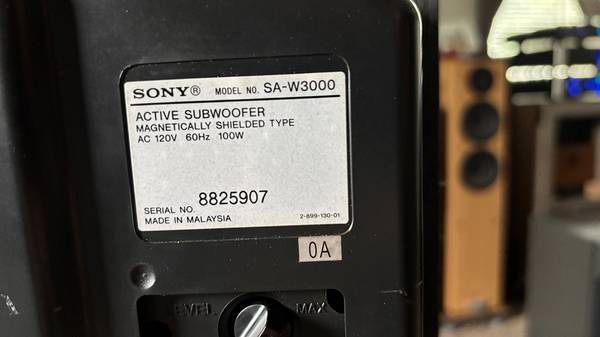 SONY® MODEL NO. SA-W3000
ACTIVE SUBWOOFER
MAGNETICALLY SHIELDED TYPE
AC 120V 60Hz 100W
8825907
SERIAL NO.
MADE IN MALAYSIA 2-899-130-01
0A
LEVEL MAX